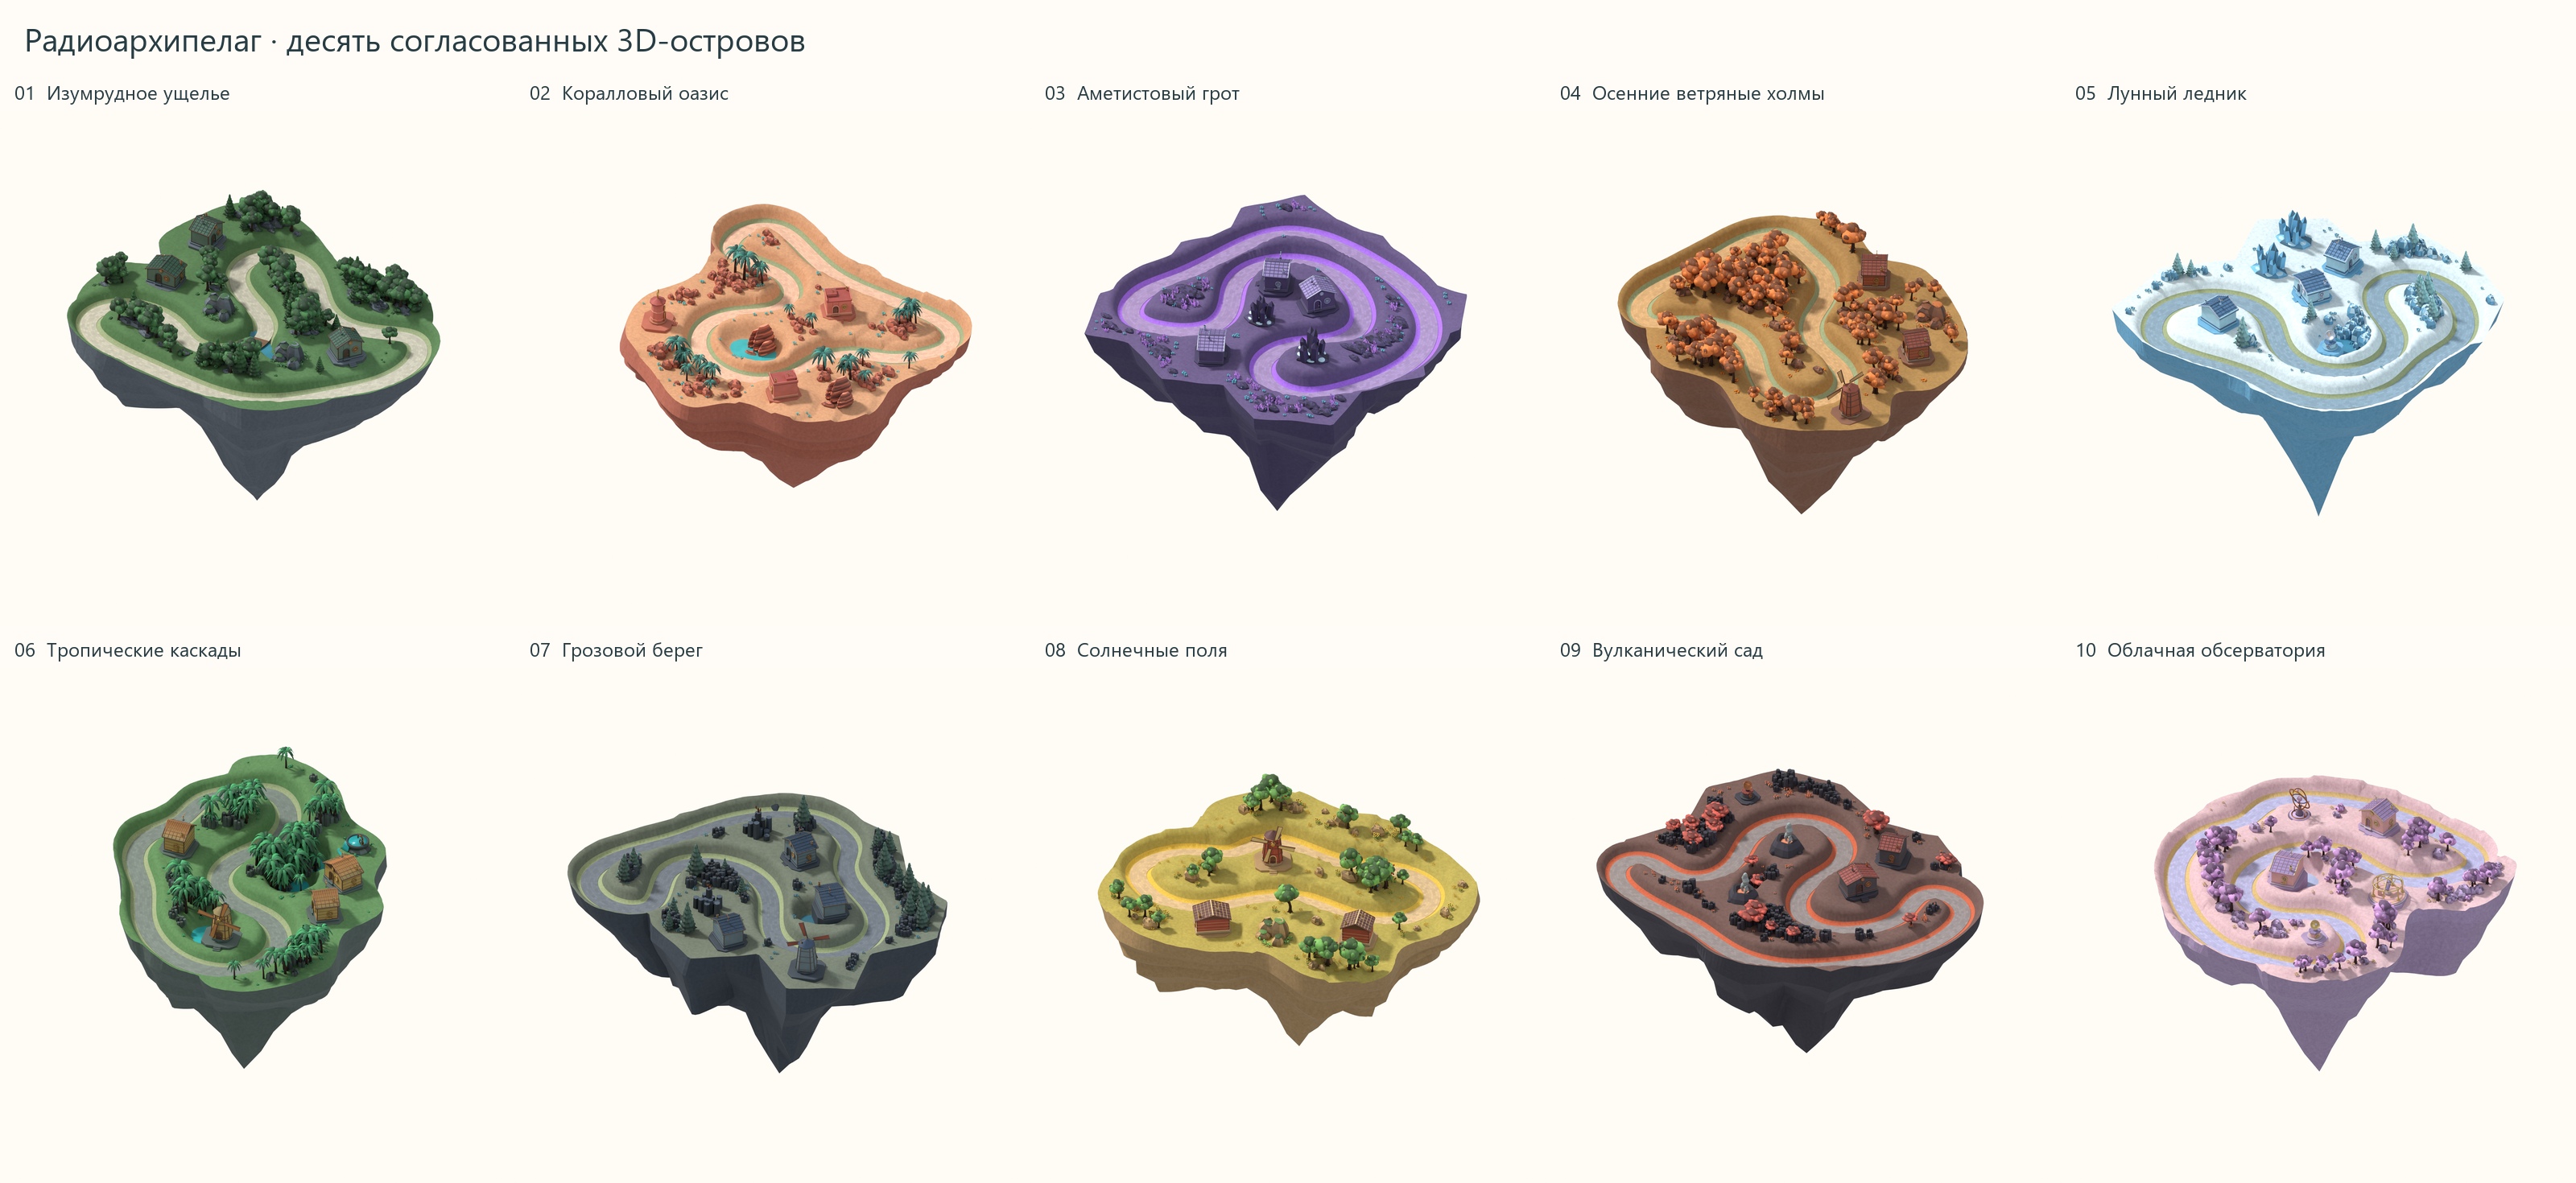 Радиоархипелаг · десять согласованных 3D-островов
01 Изумрудное ущелье
02 Коралловый оазис
03 Аметистовый грот
04 Осенние ветряные холмы
05 Лунный ледник
06 Тропические каскады
07 Грозовой берег
08 Солнечные поля
09 Вулканический сад
10 Облачная обсерватория